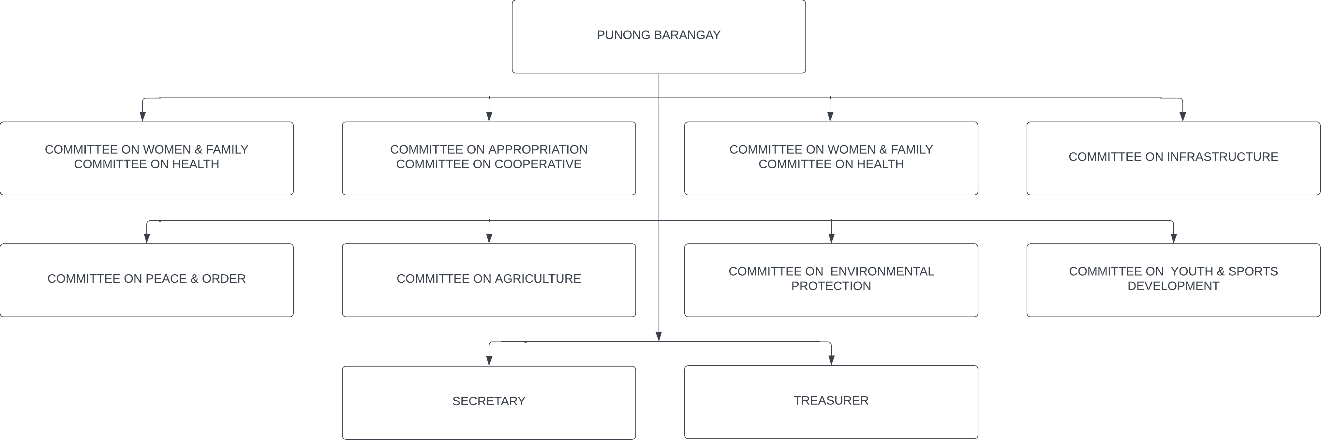 PUNONG BARANGAY
COMMITTEE ON WOMEN & FAMILY
COMMITTEE ON HEALTH
COMMITTEE ON APPROPRIATION
COMMITTEE ON COOPERATIVE
COMMITTEE ON WOMEN & FAMILY
COMMITTEE ON HEALTH
COMMITTEE ON INFRASTRUCTURE
COMMITTEE ON PEACE & ORDER
COMMITTEE ON AGRICULTURE
COMMITTEE ON  ENVIRONMENTAL
PROTECTION
COMMITTEE ON  YOUTH & SPORTS
DEVELOPMENT
SECRETARY
TREASURER